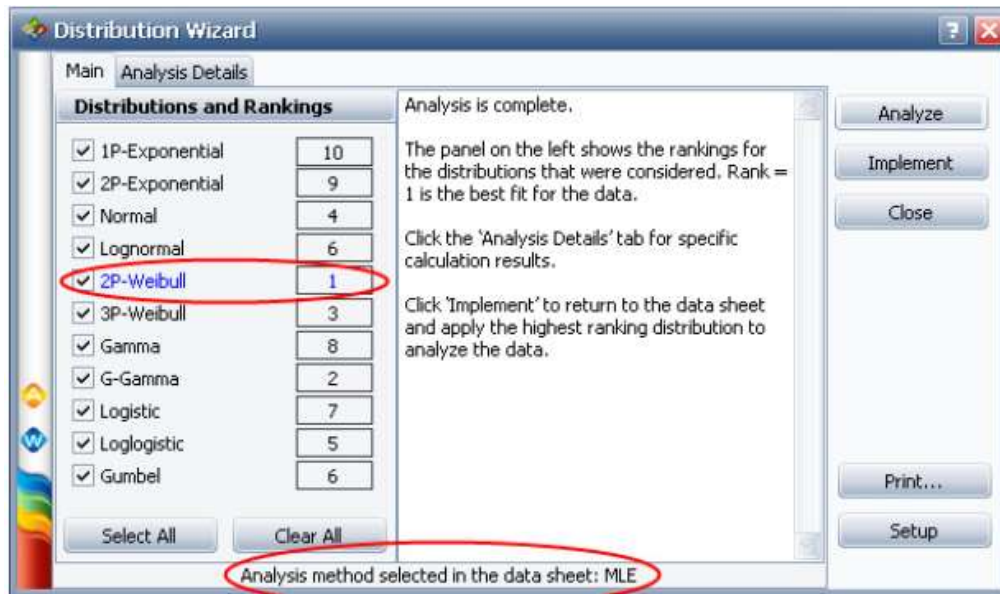 Distribution Wizard
Main Analysis Details
Distributions and Rankings
1P-Exponential 10
2P-Exponential 9
Normal 4
Lognormal 6
2P-Weibull 1
3P-Weibull 3
Gamma 8
G-Gamma 2
Logistic 7
Loglogistic 5
Gumbel 6
Select All Clear All
Analysis is complete.
The panel on the left shows the rankings for
the distributions that were considered. Rank =
1 is the best fit for the data.
Click the 'Analysis Details' tab for specific
calculation results.
Click 'Implement' to return to the data sheet
and apply the highest ranking distribution to
analyze the data.
Analyze
Implement
Close
Print...
Setup
Analysis method selected in the data sheet: MLE